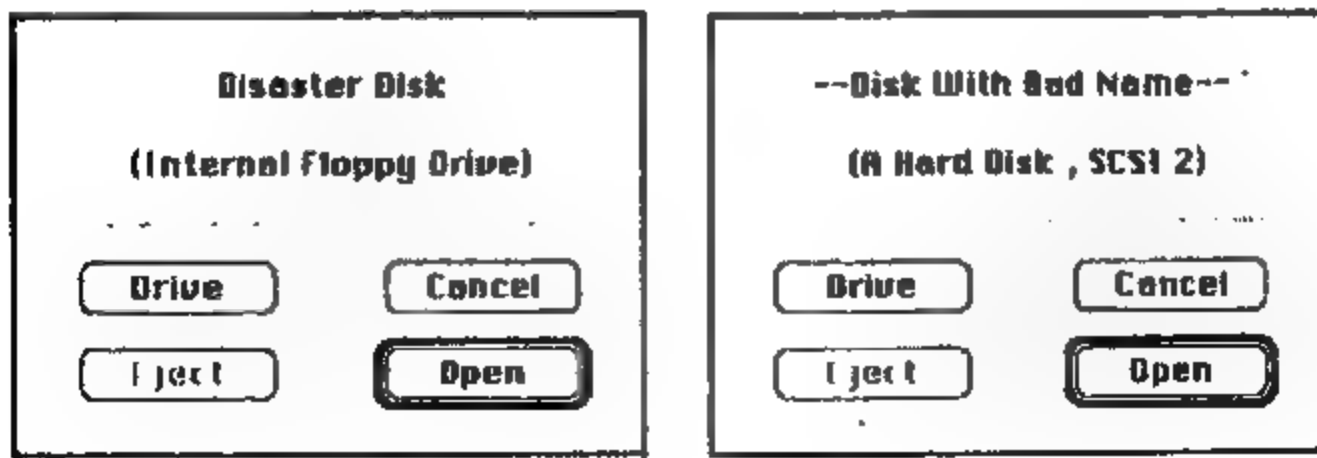 Disaster Disk
(Internal Floppy Drive)
Drive
Cancel
Eject
Open
--Disk With Bad Name--
(A Hard Disk , SCSI 2)
Drive
Cancel
Eject
Open